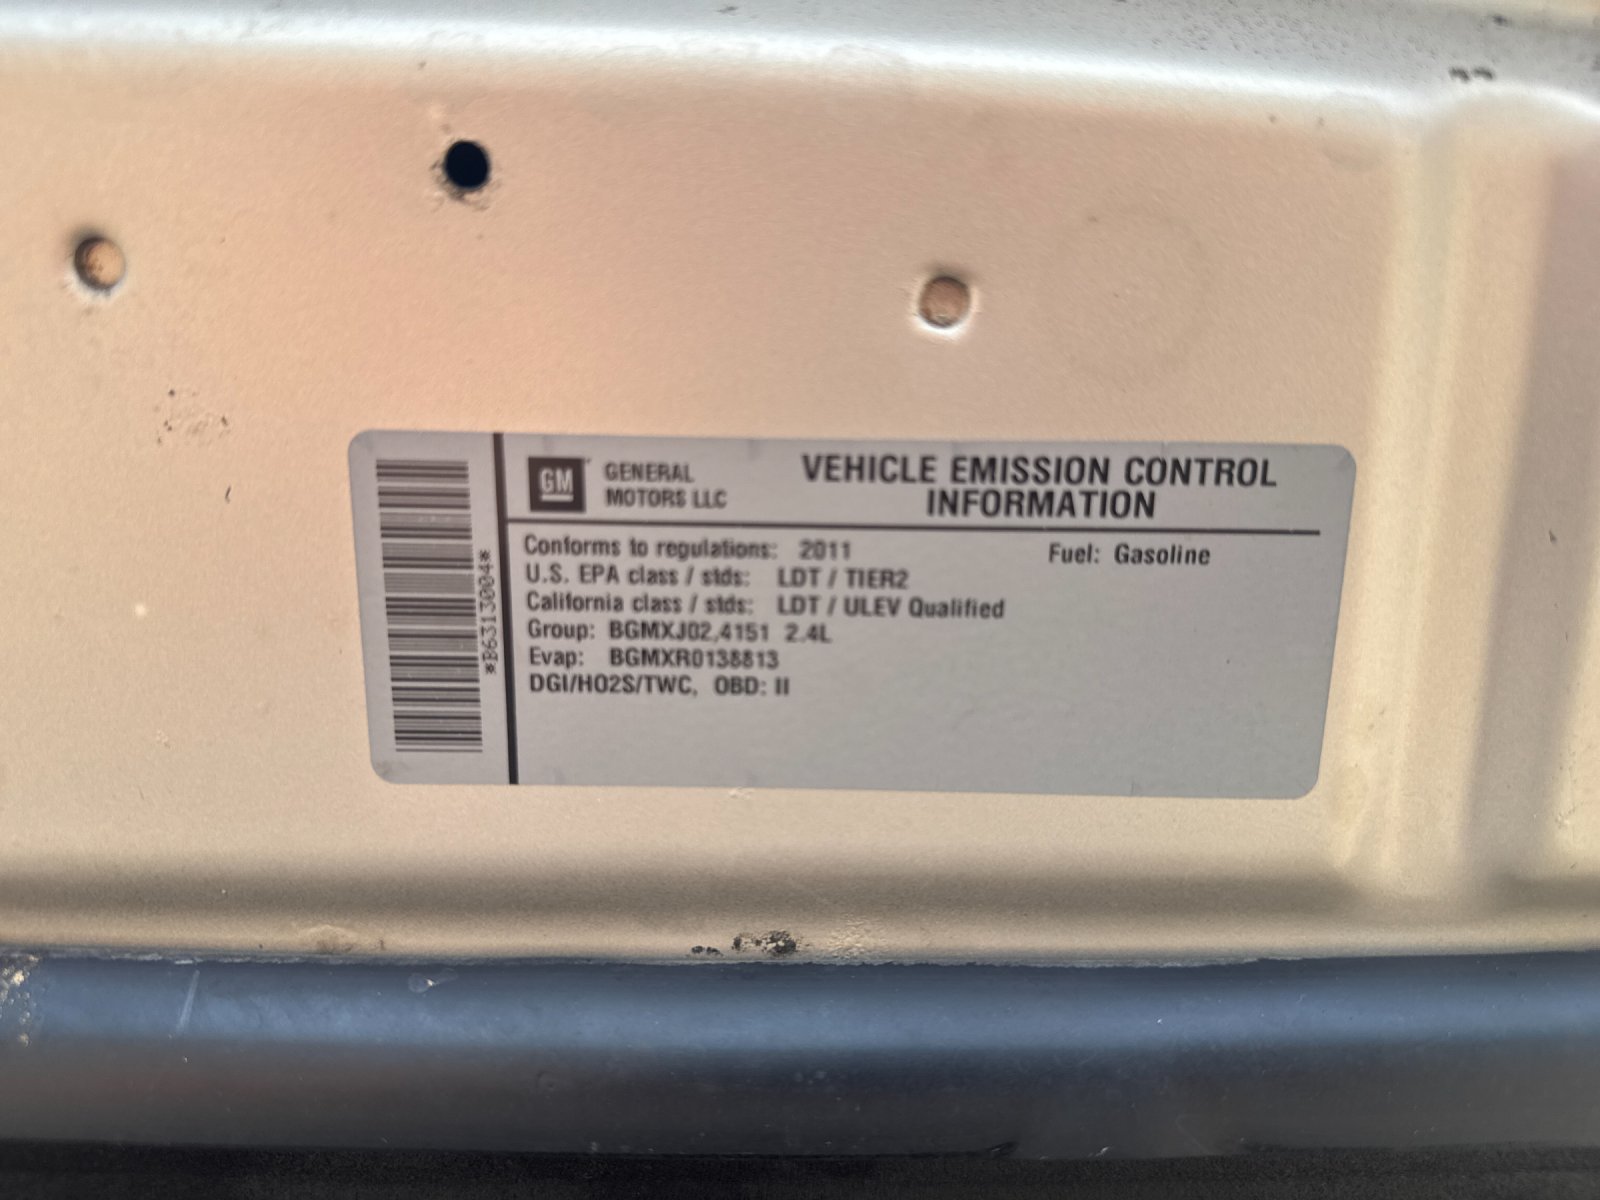 *B6313004*
GM GENERAL MOTORS LLC
VEHICLE EMISSION CONTROL
INFORMATION
Conforms to regulations: 2011 Fuel: Gasoline
U.S. EPA class / stds: LDT / TIER2
California class / stds: LDT / ULEV Qualified
Group: BGMXJ02,4151 2.4L
Evap: BGMXR0138813
DGI/HO2S/TWC, OBD: II